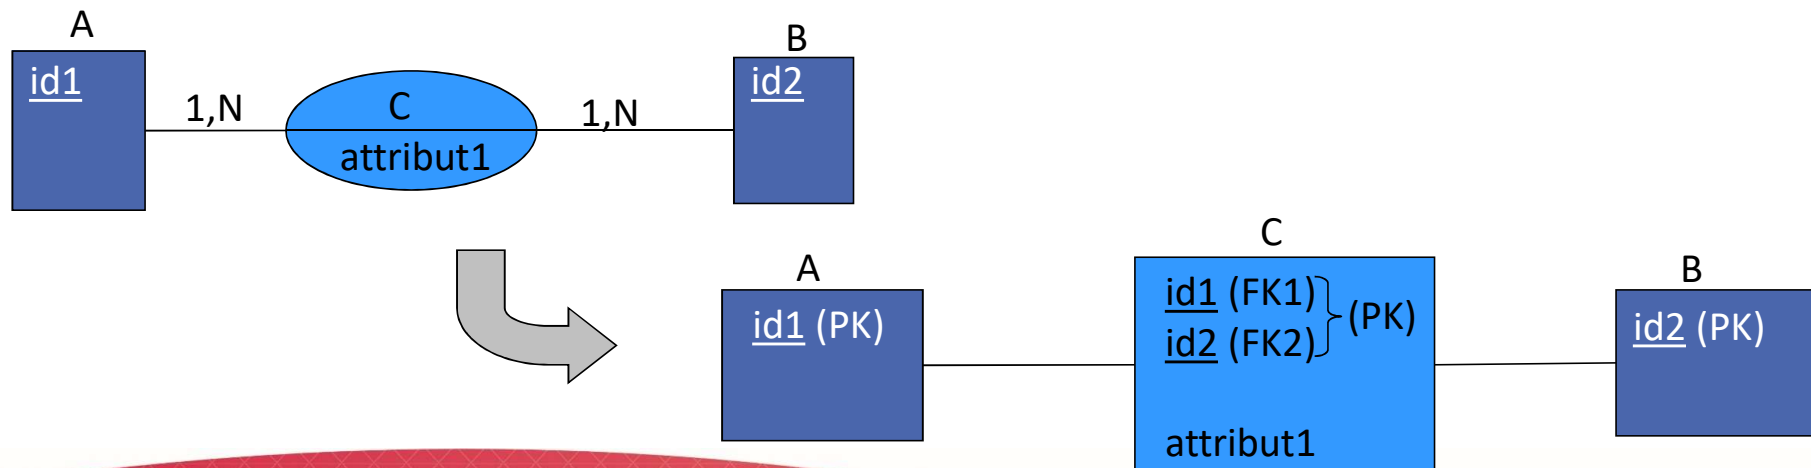 A
id1
1,N
C
attribut1
1,N
B
id2
A
id1 (PK)
C
id1 (FK1)
id2 (FK2)
(PK)
attribut1
B
id2 (PK)